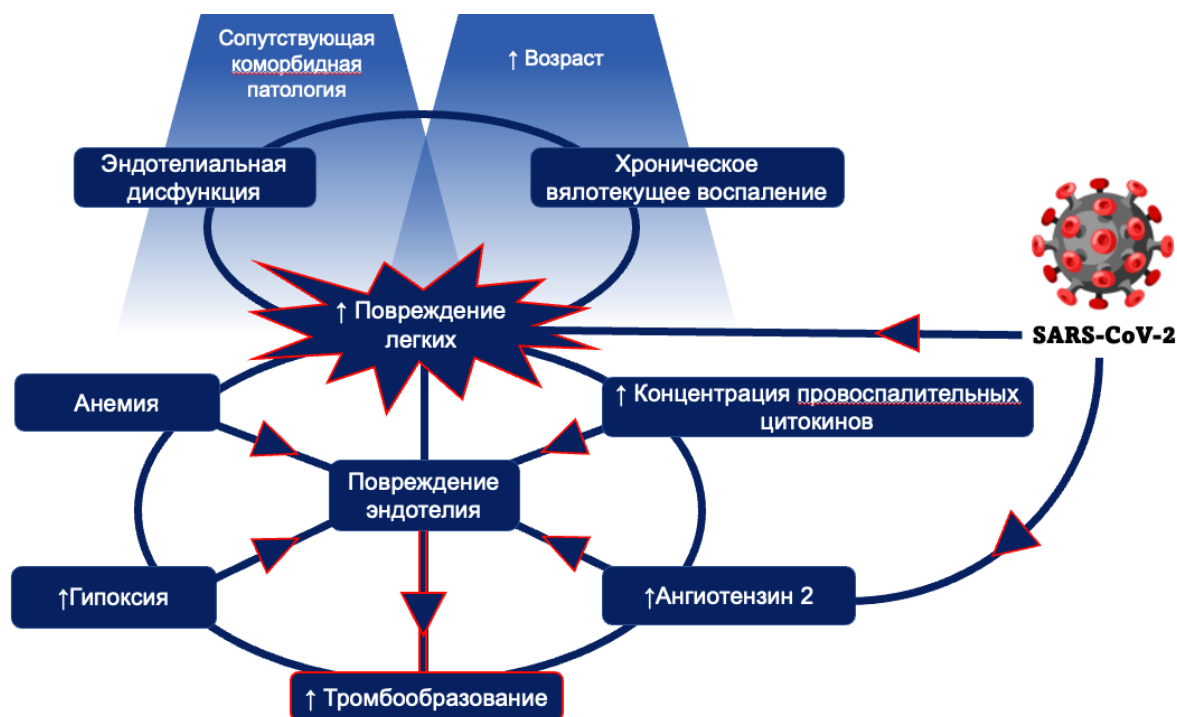 Сопутствующая
коморбидная
патология
↑ Возраст
Эндотелиальная
дисфункция
Хроническое
вялотекущее воспаление
↑ Повреждение
легких
SARS-CoV-2
Анемия
↑ Концентрация провоспалительных
цитокинов
Повреждение
эндотелия
↑Гипоксия
↑Ангиотензин 2
↑ Тромбообразование